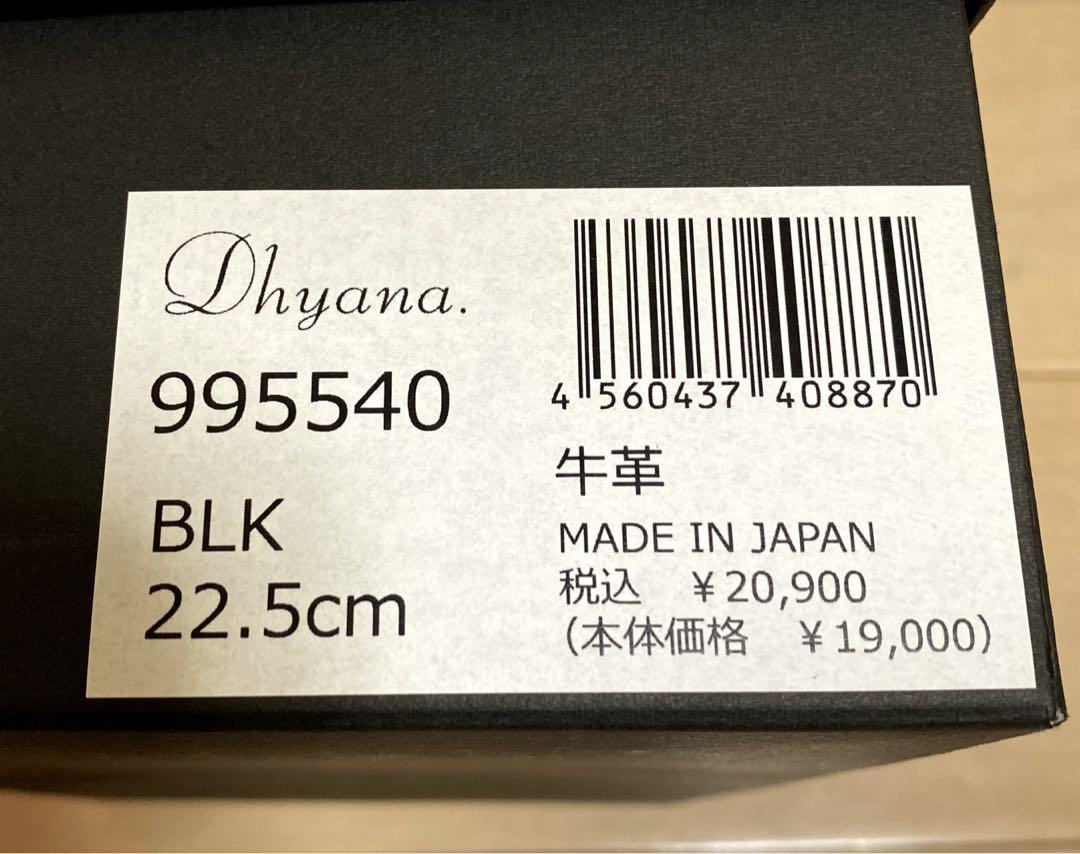 Dhyana.
995540
BLK
22.5cm
4 560437 408870
牛革
MADE IN JAPAN
税込 ¥20,900
(本体価格 ¥19,000)